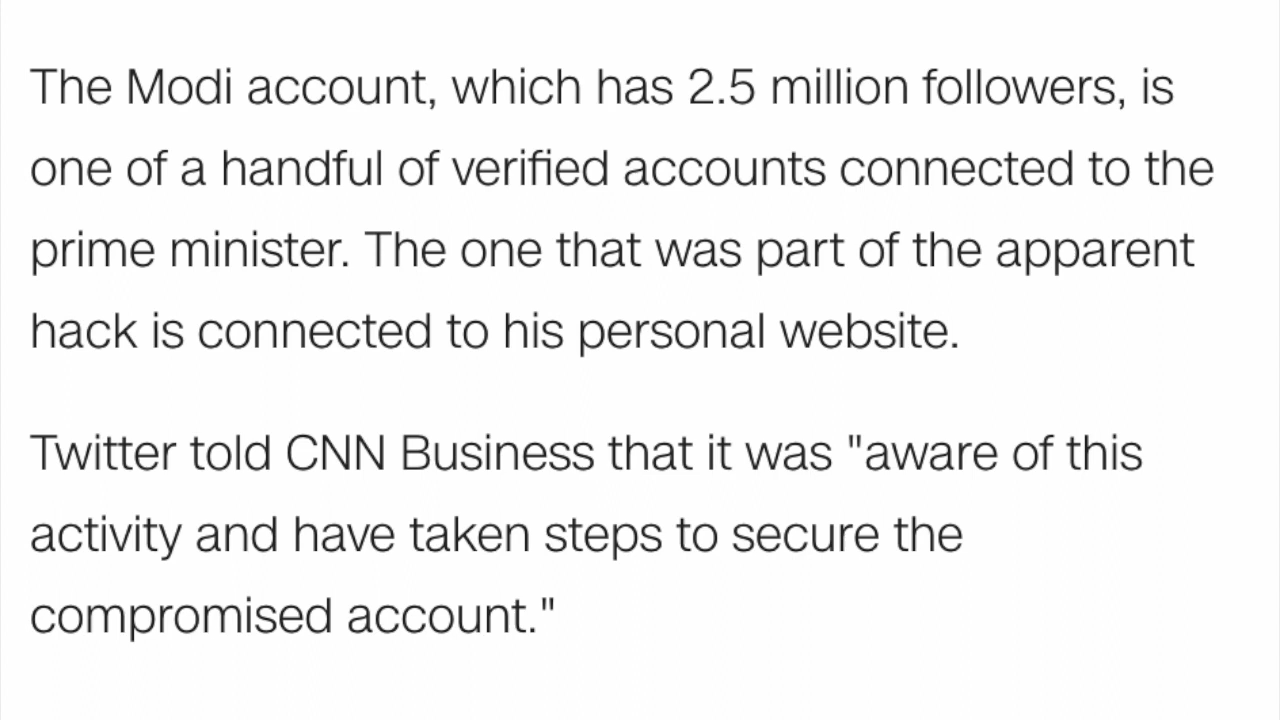 The Modi account, which has 2.5 million followers, is
one of a handful of verified accounts connected to the
prime minister. The one that was part of the apparent
hack is connected to his personal website.
Twitter told CNN Business that it was "aware of this
activity and have taken steps to secure the
compromised account."